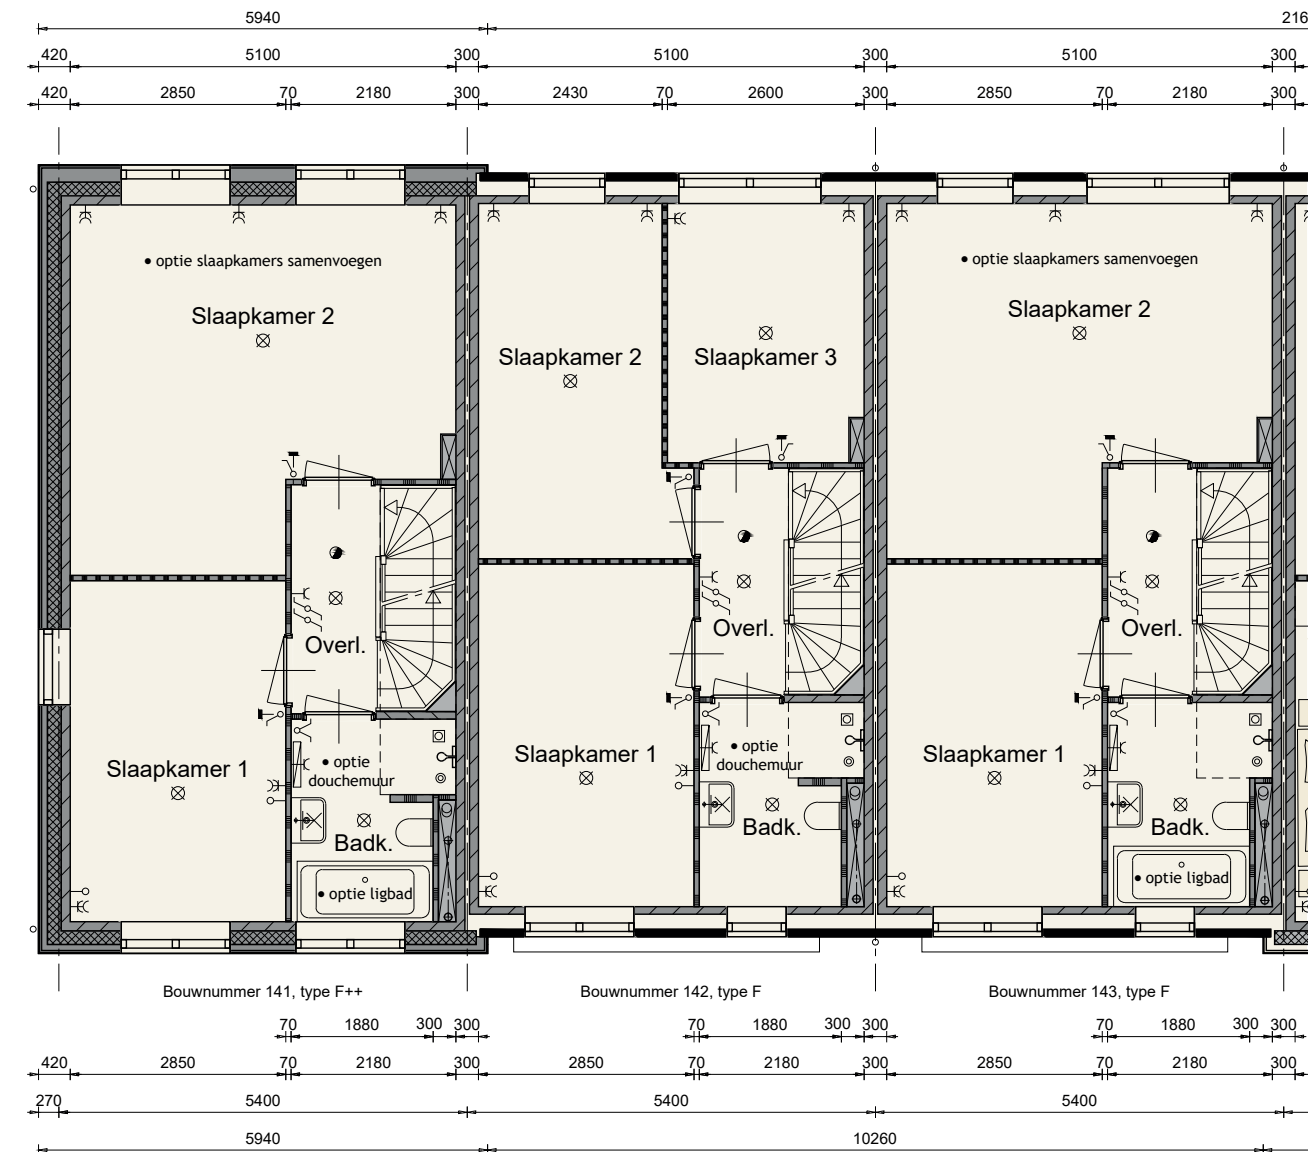 5940 216
420 5100 300 5100 300 5100 300
420 2850 70 2180 300 2430 70 2600 300 2850 70 2180 300
• optie slaapkamers samenvoegen
Slaapkamer 2
Slaapkamer 2
Slaapkamer 3
• optie slaapkamers samenvoegen
Slaapkamer 2
Overl.
Overl.
Overl.
Slaapkamer 1
• optie
douchemuur
Badk.
• optie ligbad
Slaapkamer 1
• optie
douchemuur
Badk.
Slaapkamer 1
Badk.
• optie ligbad
Bouwnummer 141, type F++
Bouwnummer 142, type F
Bouwnummer 143, type F
70 1880 300 300 70 1880 300 300 70 1880 300 300
420 2850 70 2180 300 2850 70 2180 300 2850 70 2180 300
270 5400 5400 5400
5940 10260